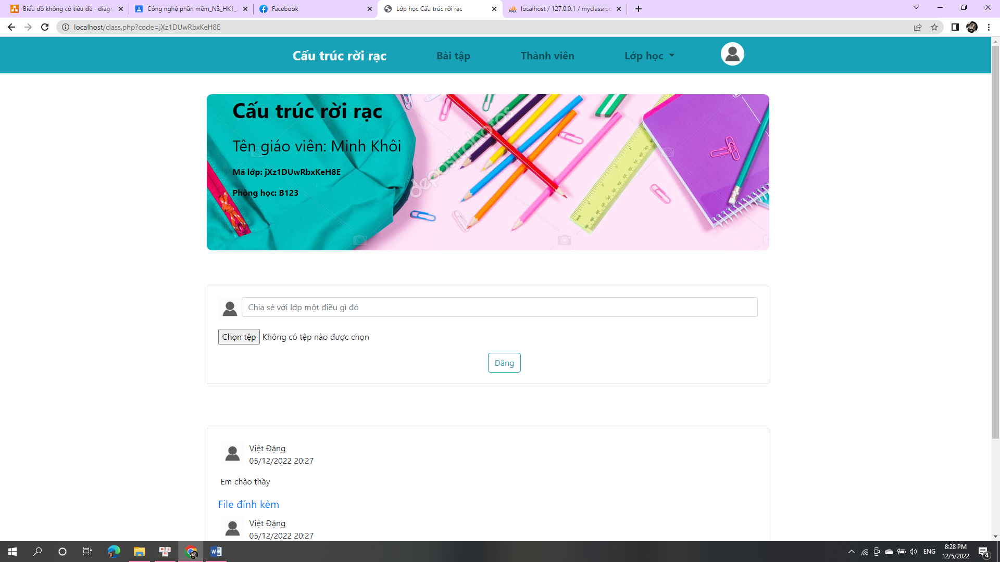 Biểu đồ không có tiêu đề - diagra
Công nghệ phần mềm_N3_HK1_2
Facebook
Lớp học Cấu trúc rời rạc
localhost / 127.0.0.1 / myclassroo
localhost/class.php?code=jXz1DUwRbxKeH8E
Cấu trúc rời rạc
Bài tập
Thành viên
Lớp học
Cấu trúc rời rạc
Tên giáo viên: Minh Khôi
Mã lớp: jXz1DUwRbxKeH8E
Phòng học: B123
depositphotos
Chia sẻ với lớp một điều gì đó
Chọn tệp Không có tệp nào được chọn
Đăng
Việt Đặng
05/12/2022 20:27
Em chào thầy
File đính kèm
Việt Đặng
05/12/2022 20:27
ENG
8:28 PM
12/5/2022
4